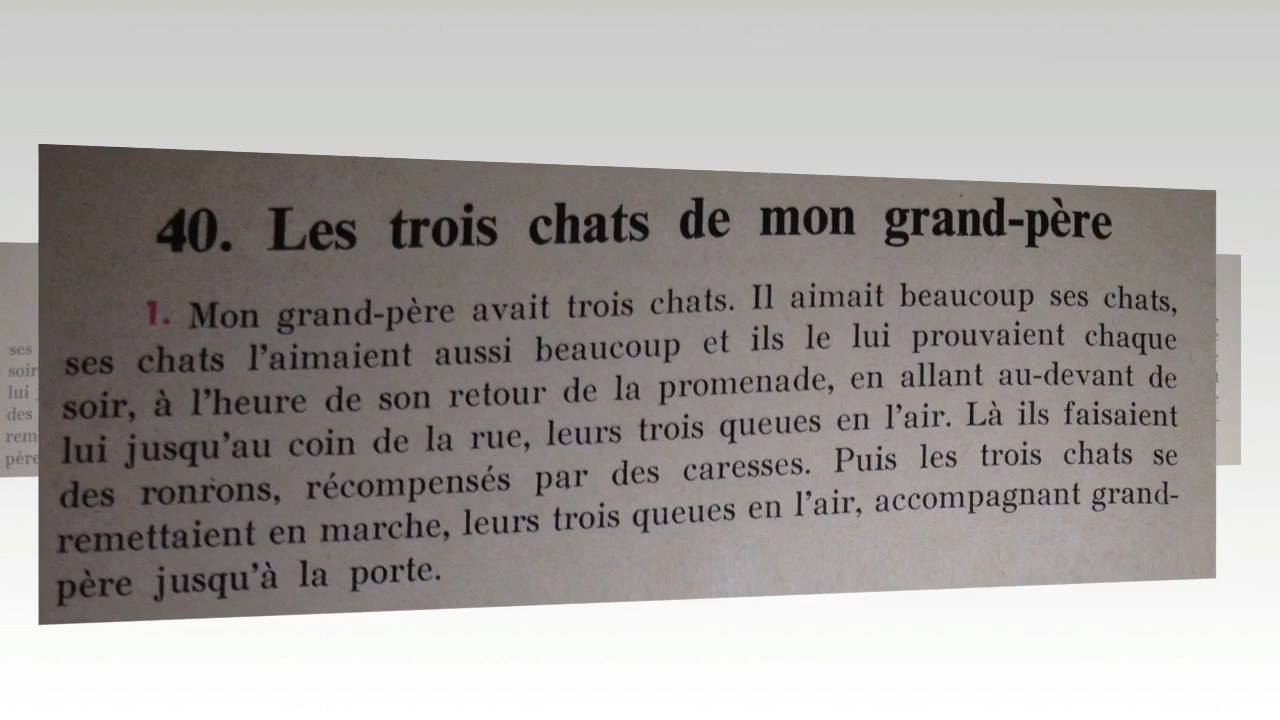 40. Les trois chats de mon grand-père
1. Mon grand-père avait trois chats. Il aimait beaucoup ses chats,
ses chats l'aimaient aussi beaucoup et ils le lui prouvaient chaque
soir, à l'heure de son retour de la promenade, en allant au-devant de
lui jusqu'au coin de la rue, leurs trois queues en l'air. Là ils faisaient
des ronrons, récompensés par des caresses. Puis les trois chats se
remettaient en marche, leurs trois queues en l'air, accompagnant grand-
père jusqu'à la porte.
ses
soir
lui
des
rem
père